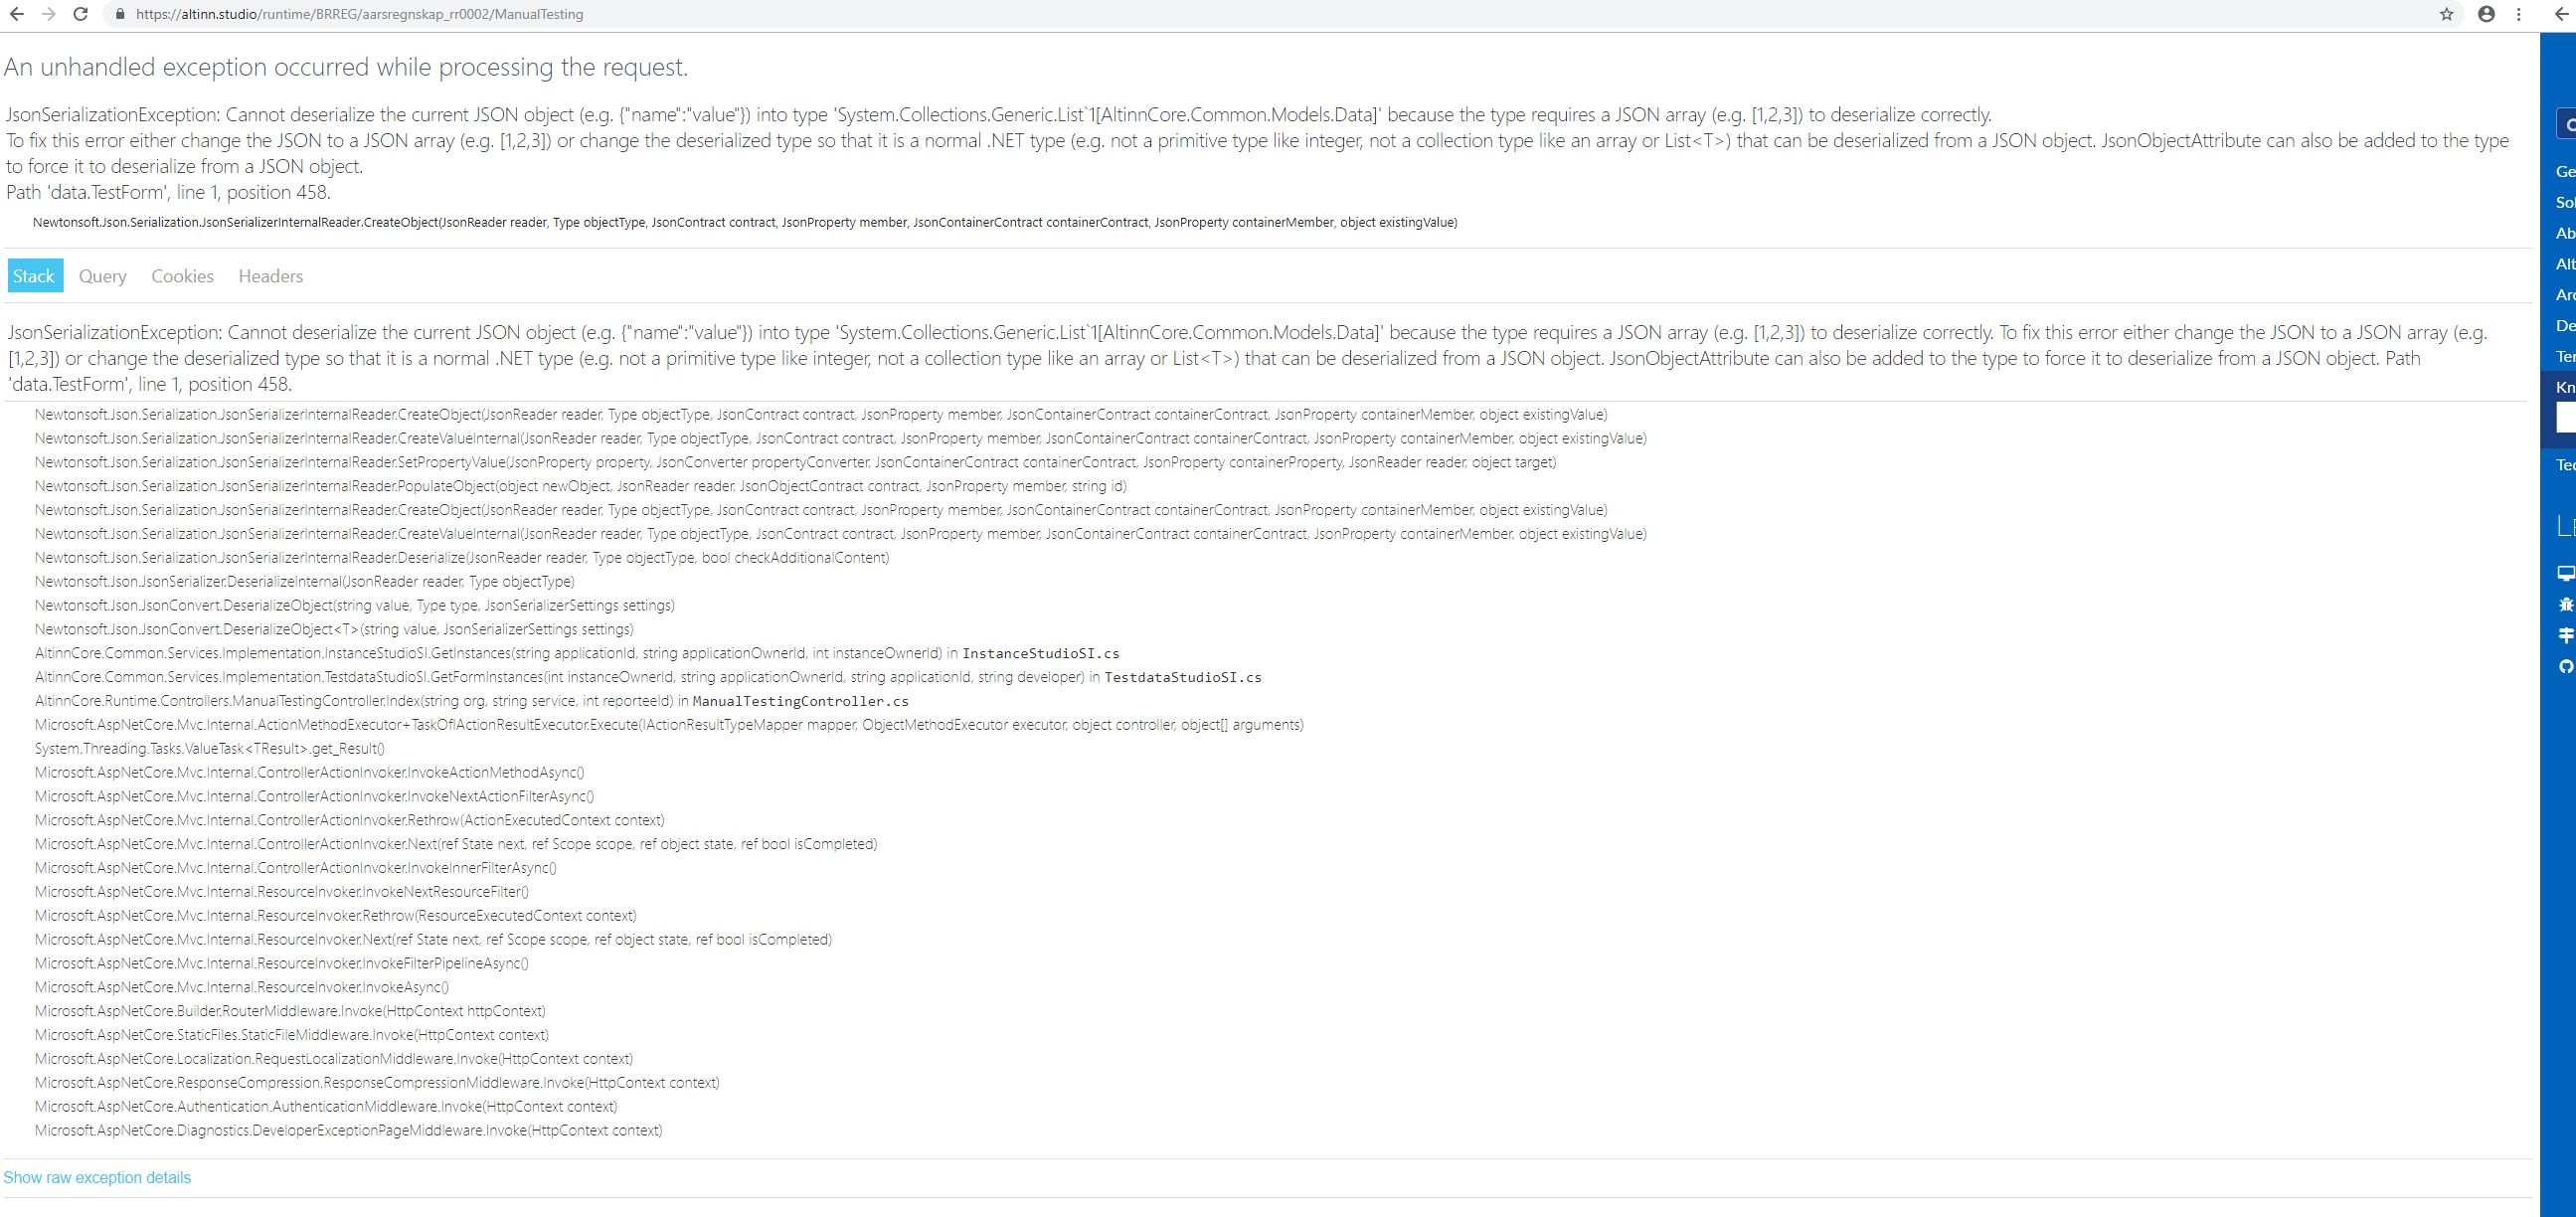 https://altinn.studio/runtime/BRREG/aarsregnskap_rr0002/ManualTesting
An unhandled exception occurred while processing the request.
JsonSerializationException: Cannot deserialize the current JSON object (e.g. {"name":"value"}) into type 'System.Collections.Generic.List`1[AltinnCore.Common.Models.Data]' because the type requires a JSON array (e.g. [1,2,3]) to deserialize correctly.
To fix this error either change the JSON to a JSON array (e.g. [1,2,3]) or change the deserialized type so that it is a normal .NET type (e.g. not a primitive type like integer, not a collection type like an array or List<T>) that can be deserialized from a JSON object. JsonObjectAttribute can also be added to the type
to force it to deserialize from a JSON object.
Path 'data.TestForm', line 1, position 458.
Newtonsoft.Json.Serialization.JsonSerializerInternalReader.CreateObject(JsonReader reader, Type objectType, JsonContract contract, JsonProperty member, JsonContainerContract containerContract, JsonProperty containerMember, object existingValue)
Stack Query Cookies Headers
JsonSerializationException: Cannot deserialize the current JSON object (e.g. {"name":"value"}) into type 'System.Collections.Generic.List`1[AltinnCore.Common.Models.Data]' because the type requires a JSON array (e.g. [1,2,3]) to deserialize correctly. To fix this error either change the JSON to a JSON array (e.g.
[1,2,3]) or change the deserialized type so that it is a normal .NET type (e.g. not a primitive type like integer, not a collection type like an array or List<T>) that can be deserialized from a JSON object. JsonObjectAttribute can also be added to the type to force it to deserialize from a JSON object. Path
'data.TestForm', line 1, position 458.
Newtonsoft.Json.Serialization.JsonSerializerInternalReader.CreateObject(JsonReader reader, Type objectType, JsonContract contract, JsonProperty member, JsonContainerContract containerContract, JsonProperty containerMember, object existingValue)
Newtonsoft.Json.Serialization.JsonSerializerInternalReader.CreateValueInternal(JsonReader reader, Type objectType, JsonContract contract, JsonProperty member, JsonContainerContract containerContract, JsonProperty containerMember, object existingValue)
Newtonsoft.Json.Serialization.JsonSerializerInternalReader.SetPropertyValue(JsonProperty property, JsonConverter propertyConverter, JsonContainerContract containerContract, JsonProperty containerProperty, JsonReader reader, object target)
Newtonsoft.Json.Serialization.JsonSerializerInternalReader.PopulateObject(object newObject, JsonReader reader, JsonObjectContract contract, JsonProperty member, string id)
Newtonsoft.Json.Serialization.JsonSerializerInternalReader.CreateObject(JsonReader reader, Type objectType, JsonContract contract, JsonProperty member, JsonContainerContract containerContract, JsonProperty containerMember, object existingValue)
Newtonsoft.Json.Serialization.JsonSerializerInternalReader.CreateValueInternal(JsonReader reader, Type objectType, JsonContract contract, JsonProperty member, JsonContainerContract containerContract, JsonProperty containerMember, object existingValue)
Newtonsoft.Json.Serialization.JsonSerializerInternalReader.Deserialize(JsonReader reader, Type objectType, bool checkAdditionalContent)
Newtonsoft.Json.JsonSerializer.DeserializeInternal(JsonReader reader, Type objectType)
Newtonsoft.Json.JsonConvert.DeserializeObject(string value, Type type, JsonSerializerSettings settings)
Newtonsoft.Json.JsonConvert.DeserializeObject<T>(string value, JsonSerializerSettings settings)
AltinnCore.Common.Services.Implementation.InstanceStudioSI.GetInstances(string applicationId, string applicationOwnerId, int instanceOwnerId) in InstanceStudioSI.cs
AltinnCore.Common.Services.Implementation.TestdataStudioSI.GetFormInstances(int instanceOwnerId, string applicationOwnerId, string applicationId, string developer) in TestdataStudioSI.cs
AltinnCore.Runtime.Controllers.ManualTestingController.Index(string org, string service, int reporteeId) in ManualTestingController.cs
Microsoft.AspNetCore.Mvc.Internal.ActionMethodExecutor+TaskOfIActionResultExecutor.Execute(IActionResultTypeMapper mapper, ObjectMethodExecutor executor, object controller, object[] arguments)
System.Threading.Tasks.ValueTask<TResult>.get_Result()
Microsoft.AspNetCore.Mvc.Internal.ControllerActionInvoker.InvokeActionMethodAsync()
Microsoft.AspNetCore.Mvc.Internal.ControllerActionInvoker.InvokeNextActionFilterAsync()
Microsoft.AspNetCore.Mvc.Internal.ControllerActionInvoker.Rethrow(ActionExecutedContext context)
Microsoft.AspNetCore.Mvc.Internal.ControllerActionInvoker.Next(ref State next, ref Scope scope, ref object state, ref bool isCompleted)
Microsoft.AspNetCore.Mvc.Internal.ControllerActionInvoker.InvokeInnerFilterAsync()
Microsoft.AspNetCore.Mvc.Internal.ResourceInvoker.InvokeNextResourceFilter()
Microsoft.AspNetCore.Mvc.Internal.ResourceInvoker.Rethrow(ResourceExecutedContext context)
Microsoft.AspNetCore.Mvc.Internal.ResourceInvoker.Next(ref State next, ref Scope scope, ref object state, ref bool isCompleted)
Microsoft.AspNetCore.Mvc.Internal.ResourceInvoker.InvokeFilterPipelineAsync()
Microsoft.AspNetCore.Mvc.Internal.ResourceInvoker.InvokeAsync()
Microsoft.AspNetCore.Builder.RouterMiddleware.Invoke(HttpContext httpContext)
Microsoft.AspNetCore.StaticFiles.StaticFileMiddleware.Invoke(HttpContext context)
Microsoft.AspNetCore.Localization.RequestLocalizationMiddleware.Invoke(HttpContext context)
Microsoft.AspNetCore.ResponseCompression.ResponseCompressionMiddleware.Invoke(HttpContext context)
Microsoft.AspNetCore.Authentication.AuthenticationMiddleware.Invoke(HttpContext context)
Microsoft.AspNetCore.Diagnostics.DeveloperExceptionPageMiddleware.Invoke(HttpContext context)
Show raw exception details
Ge
So
Ab
Alt
Arc
De
Ter
Kn
Tec